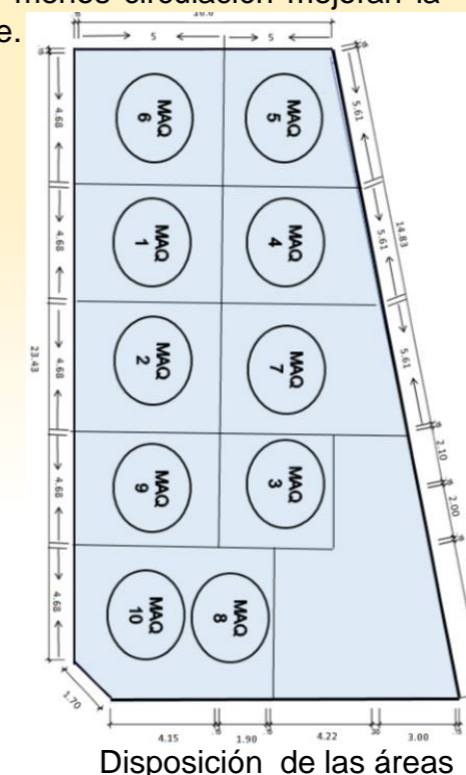 menos circulación mejoran la
e.
10.0
5 5
MAQ 6
MAQ 5
MAQ 1
MAQ 4
MAQ 2
MAQ 7
MAQ 9
MAQ 3
MAQ 10
MAQ 8
4.68
4.68
4.68
4.68
4.68
23.43
5.61
5.61
14.83
5.61
2.10
2.00
1.70
4.15 1.90 4.22 3.00
Disposición de las áreas